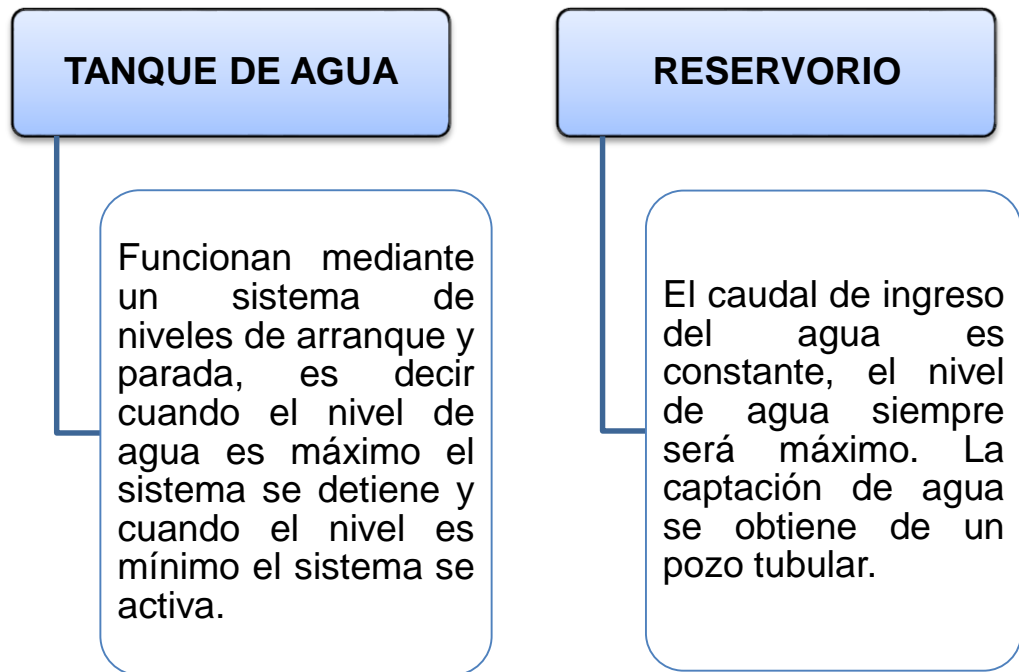 TANQUE DE AGUA
Funcionan mediante
un sistema de
niveles de arranque y
parada, es decir
cuando el nivel de
agua es máximo el
sistema se detiene y
cuando el nivel es
mínimo el sistema se
activa.
RESERVORIO
El caudal de ingreso
del agua es
constante, el nivel
de agua siempre
será máximo. La
captación de agua
se obtiene de un
pozo tubular.